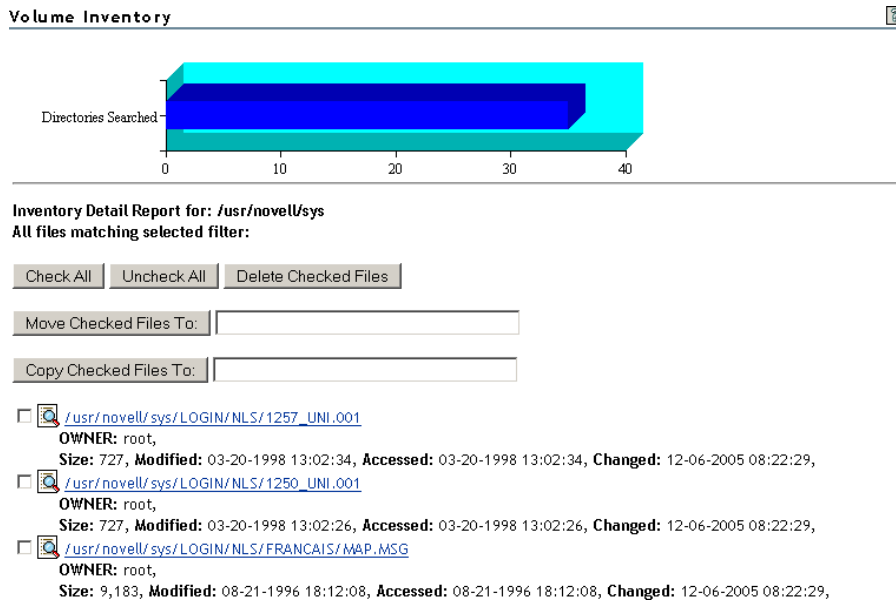 Volume Inventory
?
Directories Searched
0 10 20 30 40
Inventory Detail Report for: /usr/novell/sys
All files matching selected filter:
Check All Uncheck All Delete Checked Files
Move Checked Files To:
Copy Checked Files To:
/usr/novell/sys/LOGIN/NLS/1257_UNI.001
OWNER: root,
Size: 727, Modified: 03-20-1998 13:02:34, Accessed: 03-20-1998 13:02:34, Changed: 12-06-2005 08:22:29,
/usr/novell/sys/LOGIN/NLS/1250_UNI.001
OWNER: root,
Size: 727, Modified: 03-20-1998 13:02:26, Accessed: 03-20-1998 13:02:26, Changed: 12-06-2005 08:22:29,
/usr/novell/sys/LOGIN/NLS/FRANCAIS/MAP.MSG
OWNER: root,
Size: 9,183, Modified: 08-21-1996 18:12:08, Accessed: 08-21-1996 18:12:08, Changed: 12-06-2005 08:22:29,